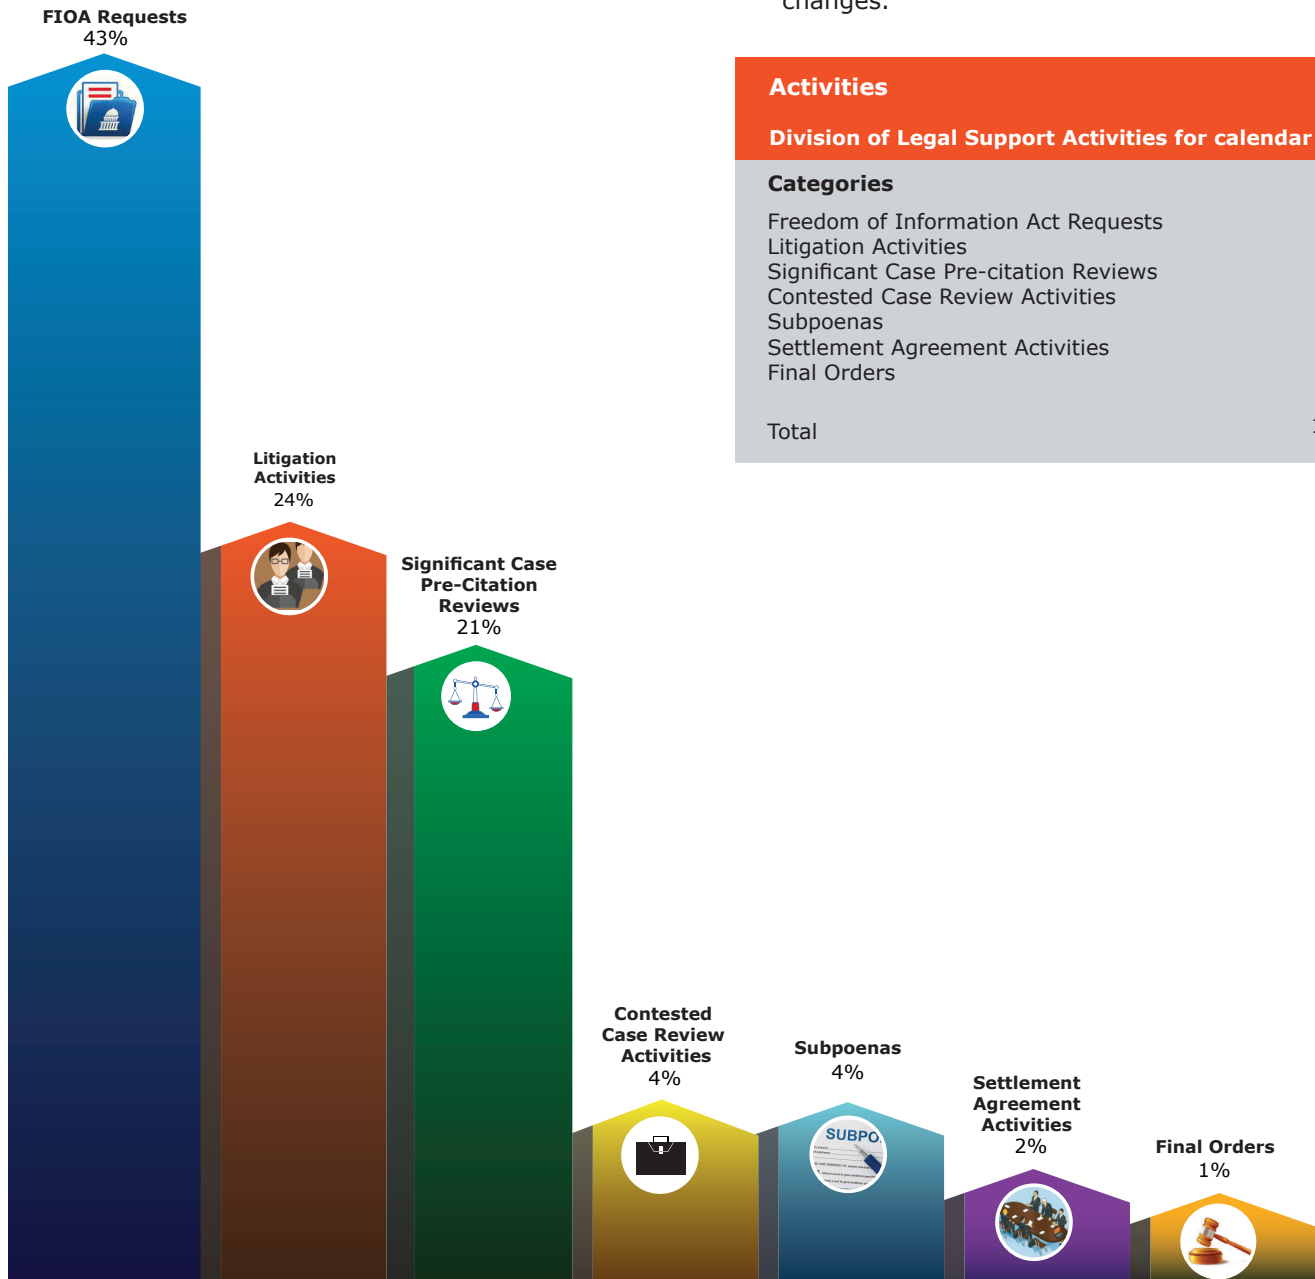 changes.
Activities
Division of Legal Support Activities for calendar
Categories
Freedom of Information Act Requests
Litigation Activities
Significant Case Pre-citation Reviews
Contested Case Review Activities
Subpoenas
Settlement Agreement Activities
Final Orders
Total
FIOA Requests
43%
Litigation
Activities
24%
Significant Case
Pre-Citation
Reviews
21%
Contested
Case Review
Activities
4%
Subpoenas
4%
SUBPO
Settlement
Agreement
Activities
2%
Final Orders
1%